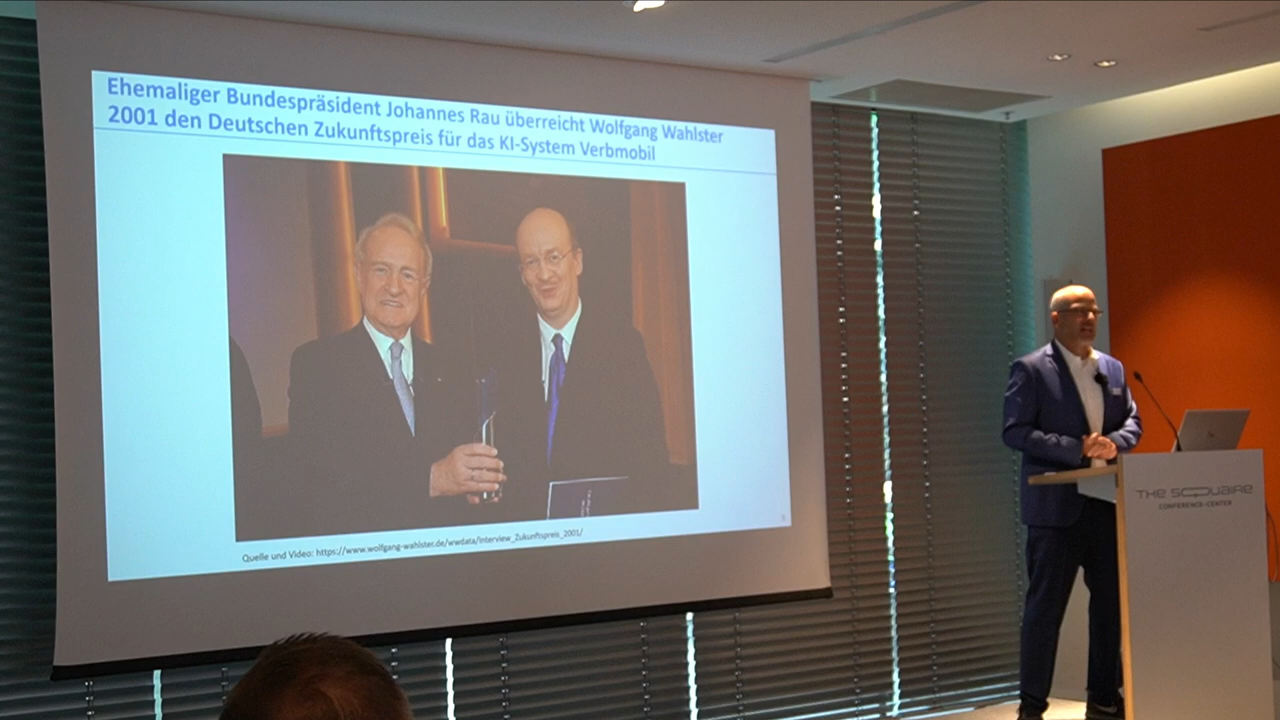 Ehemaliger Bundespräsident Johannes Rau überreicht Wolfgang Wahlster
2001 den Deutschen Zukunftspreis für das KI-System Verbmobil
Quelle und Video: https://www.wolfgang-wahlster.de/wwdata/Interview_Zukunftspreis_2001/
THE SQUAIRE
CONFERENCE-CENTER